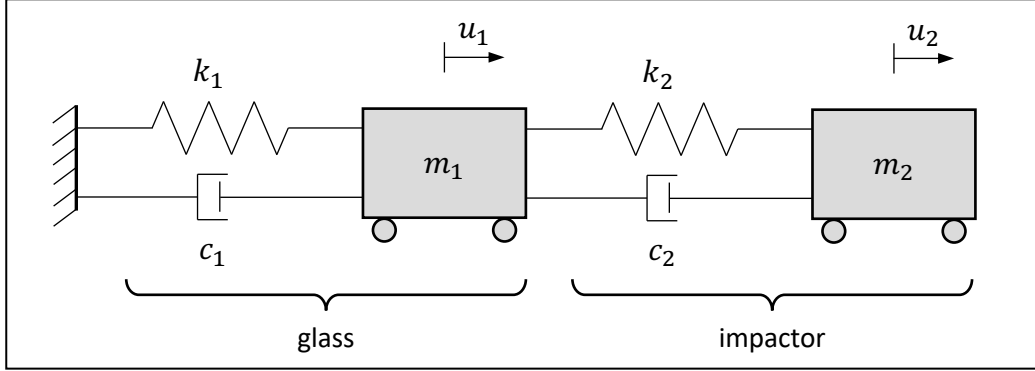 u₁
u₂
k₁
k₂
m₁
m₂
c₁
c₂
glass
impactor